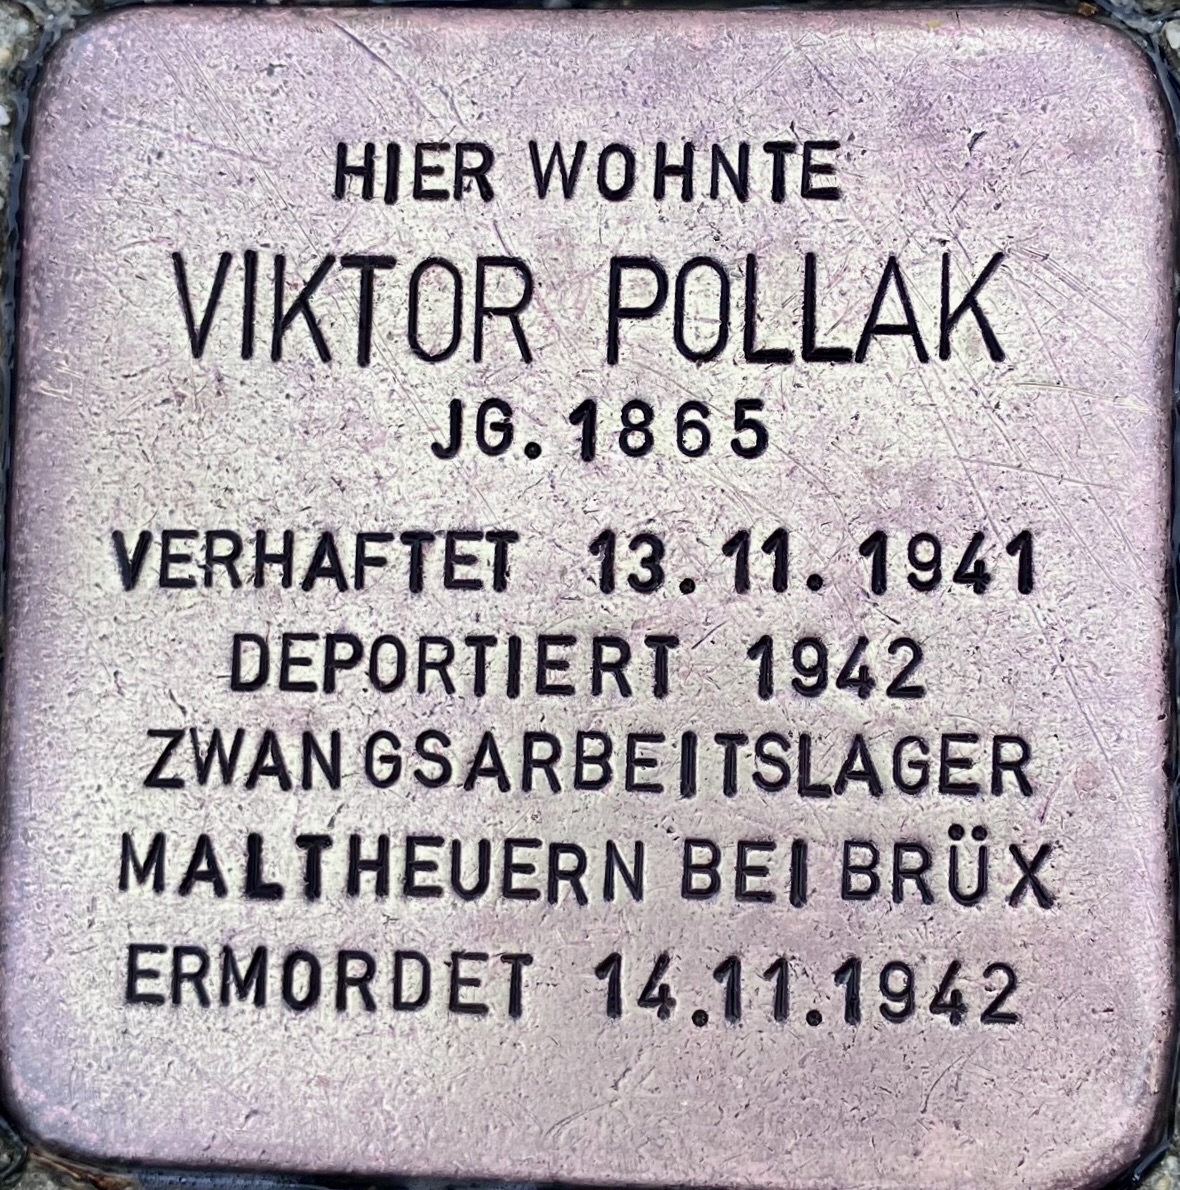 HIER WOHNTE
VIKTOR POLLAK
JG. 1865
VERHAFTET 13.11.1941
DEPORTIERT 1942
ZWANGSARBEITSLAGER
MALTHEUERN BEI BRÜX
ERMORDET 14.11.1942